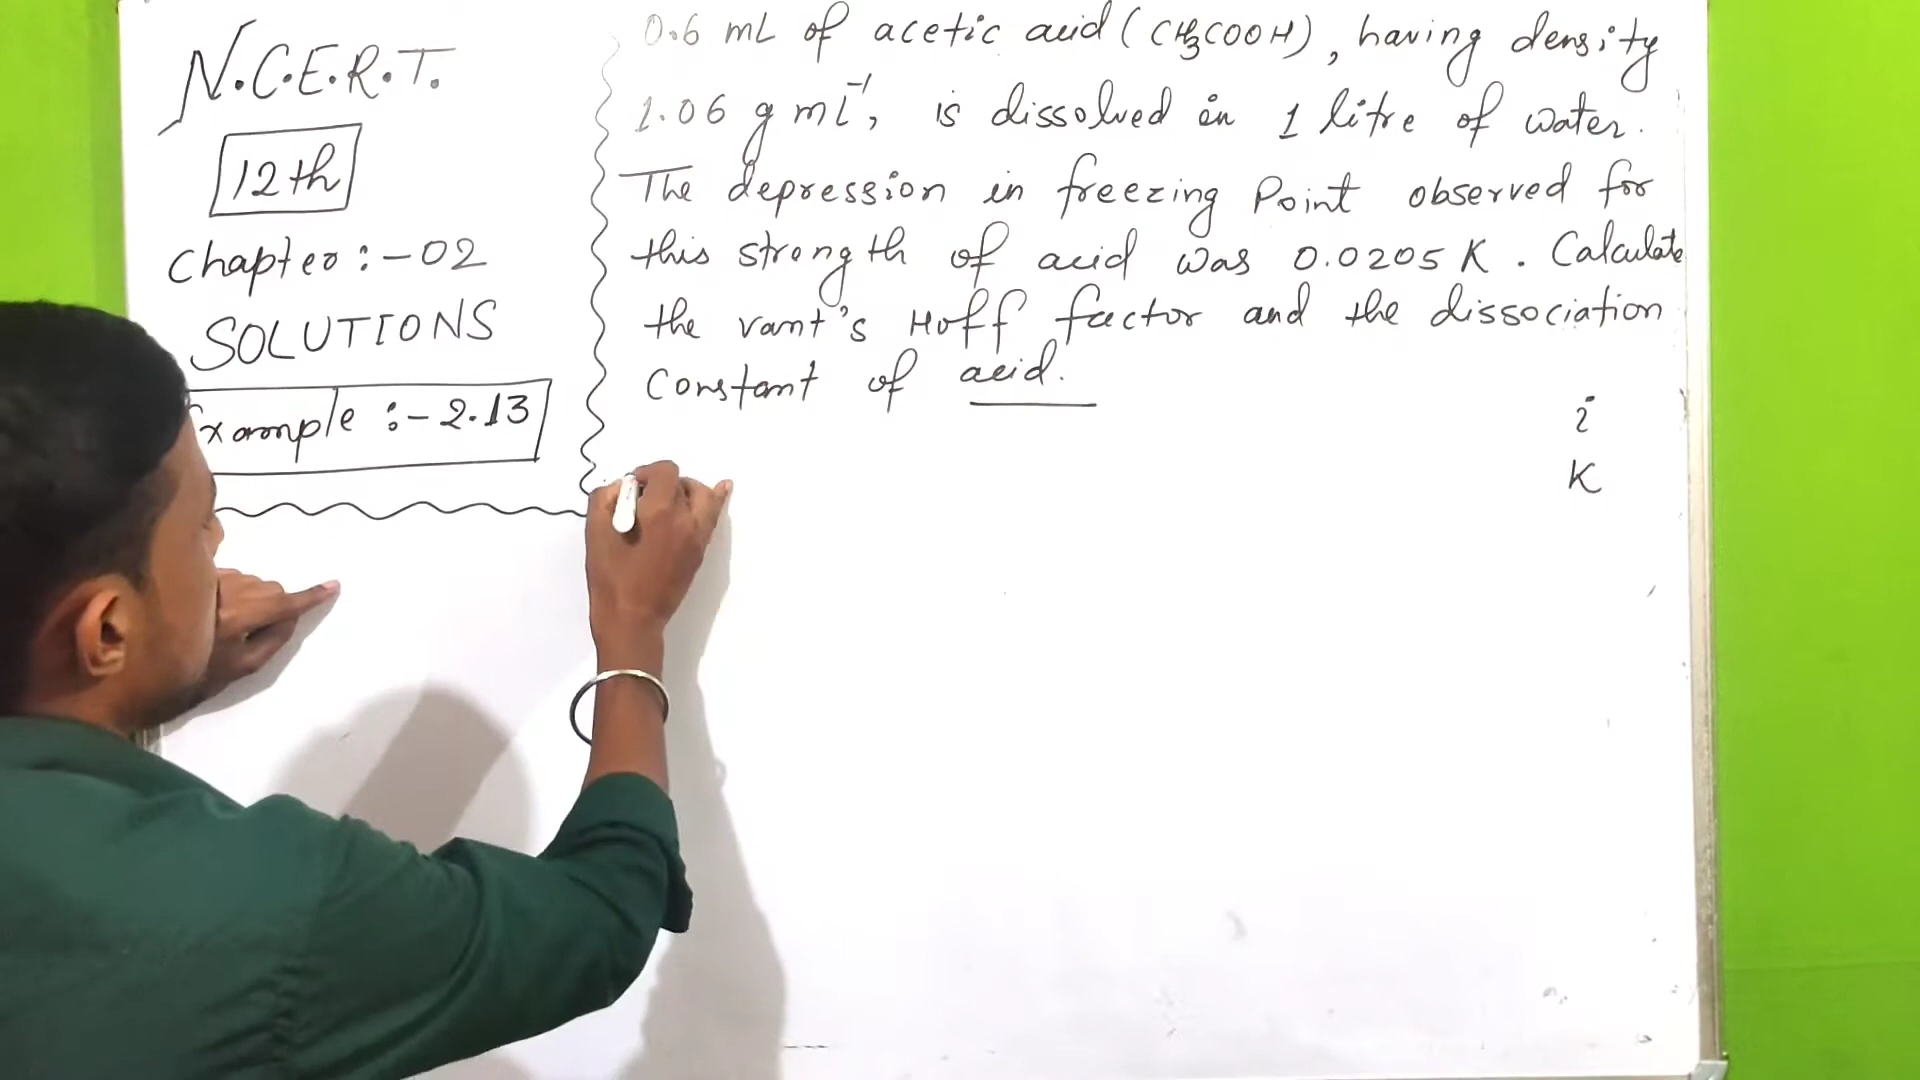 N.C.E.R.T.
12th
Chapter :- 02
SOLUTIONS
Example :- 2.13
0.6 mL of acetic acid (CH₃COOH), having density
1.06 g mL⁻¹, is dissolved in 1 litre of water.
The depression in freezing Point observed for
this strength of acid was 0.0205 K. Calculate
the vant's Hoff factor and the dissociation
Constant of acid.
i
K